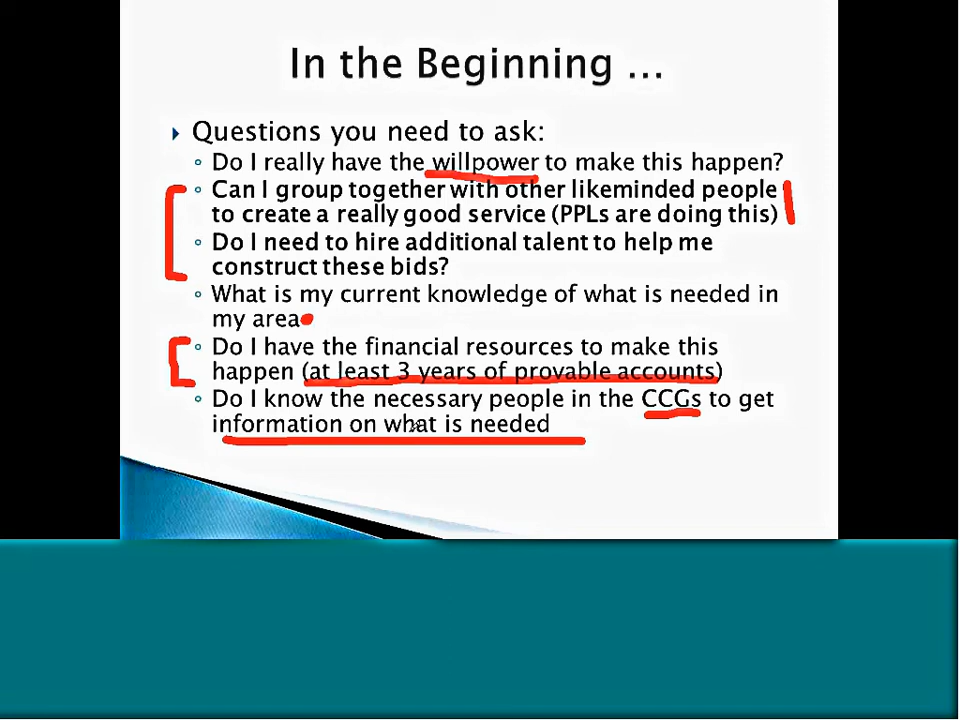 In the Beginning ...
Questions you need to ask:
Do I really have the willpower to make this happen?
Can I group together with other likeminded people
to create a really good service (PPLs are doing this)
Do I need to hire additional talent to help me
construct these bids?
What is my current knowledge of what is needed in
my area
Do I have the financial resources to make this
happen (at least 3 years of provable accounts)
Do I know the necessary people in the CCGs to get
information on what is needed